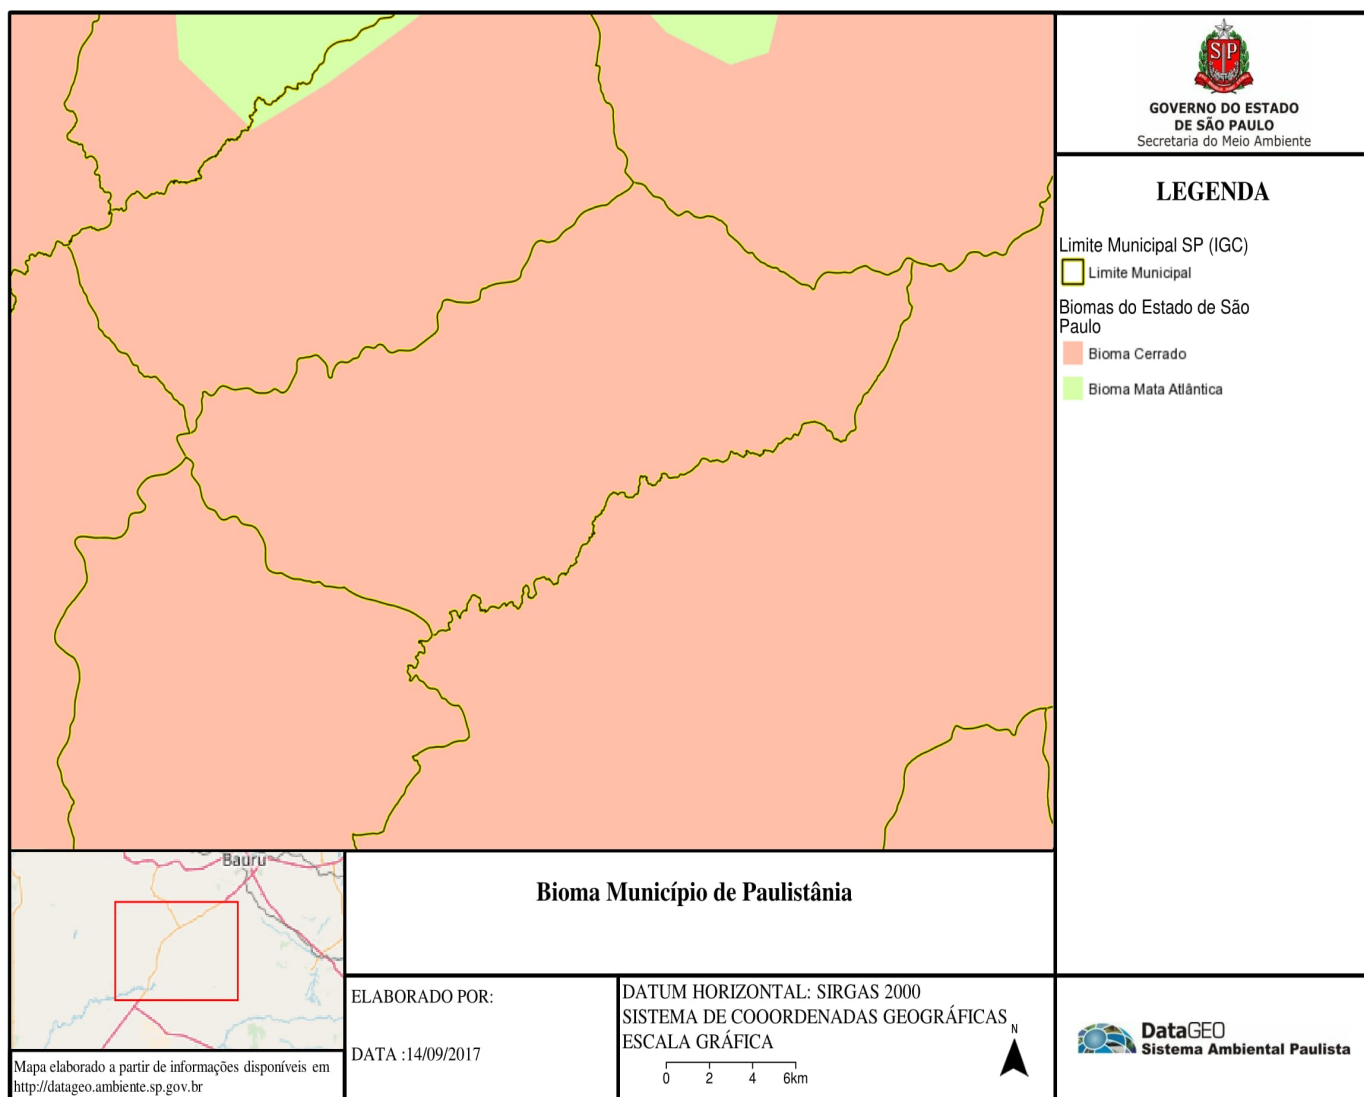 SP
GOVERNO DO ESTADO
DE SÃO PAULO
Secretaria do Meio Ambiente
LEGENDA
Limite Municipal SP (IGC)
Limite Municipal
Biomas do Estado de São
Paulo
Bioma Cerrado
Bioma Mata Atlântica
Bauru
Bioma Município de Paulistânia
ELABORADO POR:
DATA :14/09/2017
DATUM HORIZONTAL: SIRGAS 2000
SISTEMA DE COOORDENADAS GEOGRÁFICAS
ESCALA GRÁFICA
0 2 4 6km
N
DataGEO
Sistema Ambiental Paulista
Mapa elaborado a partir de informações disponíveis em
http://datageo.ambiente.sp.gov.br